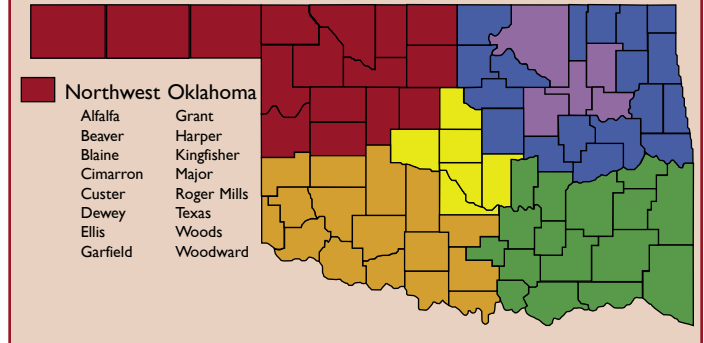 Northwest Oklahoma
Alfalfa
Beaver
Blaine
Cimarron
Custer
Dewey
Ellis
Garfield
Grant
Harper
Kingfisher
Major
Roger Mills
Texas
Woods
Woodward